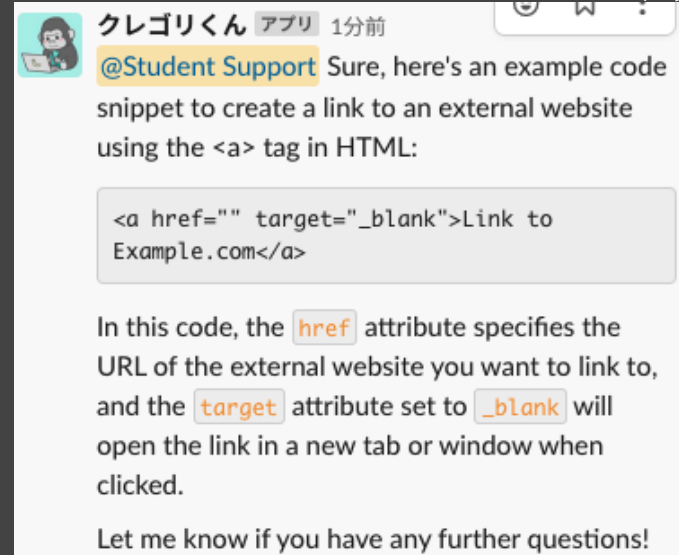 クレゴリくん アプリ 1分前
@Student Support Sure, here's an example code
snippet to create a link to an external website
using the <a> tag in HTML:
<a href="" target="_blank">Link to
Example.com</a>
In this code, the href attribute specifies the
URL of the external website you want to link to,
and the target attribute set to _blank will
open the link in a new tab or window when
clicked.
Let me know if you have any further questions!